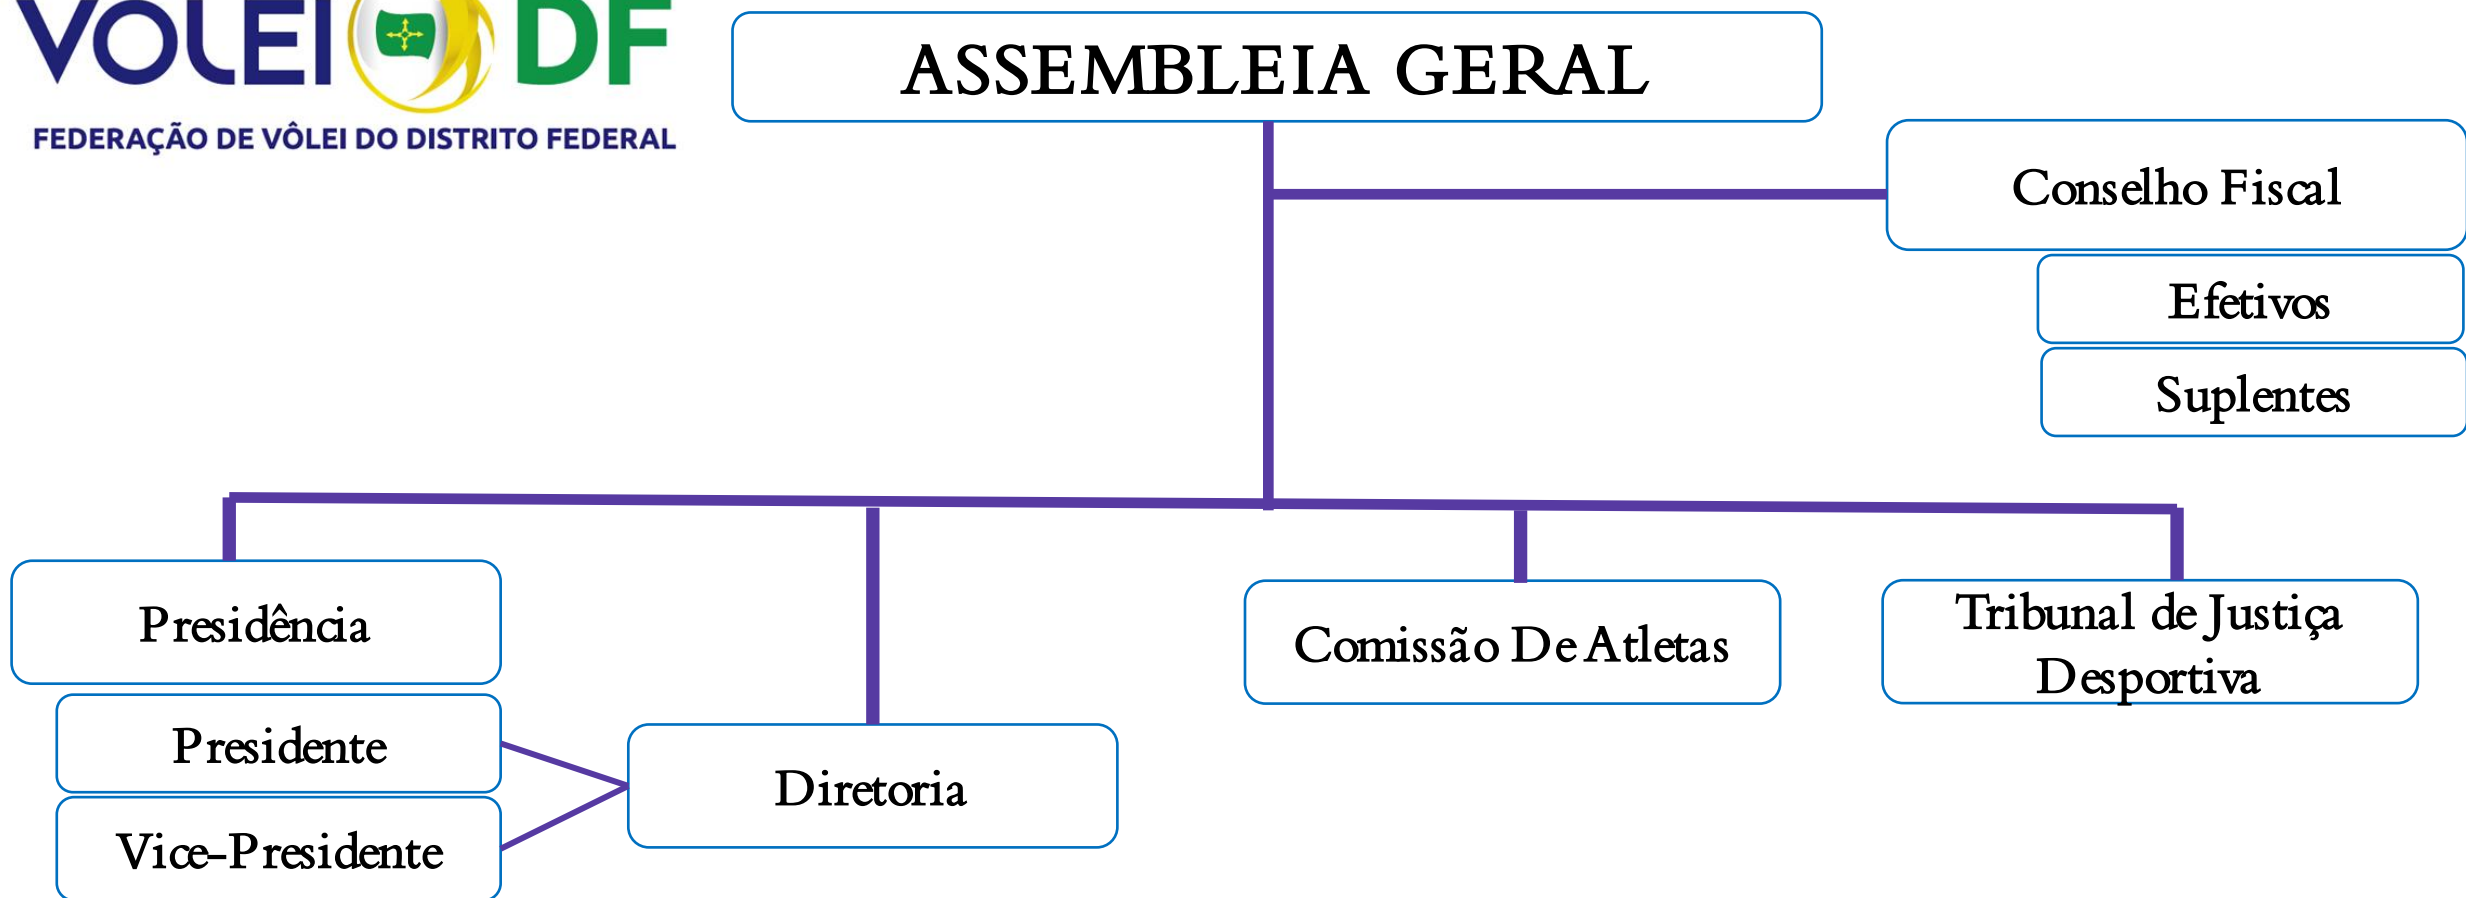 VOLEI DF
FEDERAÇÃO DE VÔLEI DO DISTRITO FEDERAL
ASSEMBLEIA GERAL
Conselho Fiscal
Efetivos
Suplentes
Presidência
Presidente
Vice-Presidente
Diretoria
Comissão De Atletas
Tribunal de Justiça
Desportiva